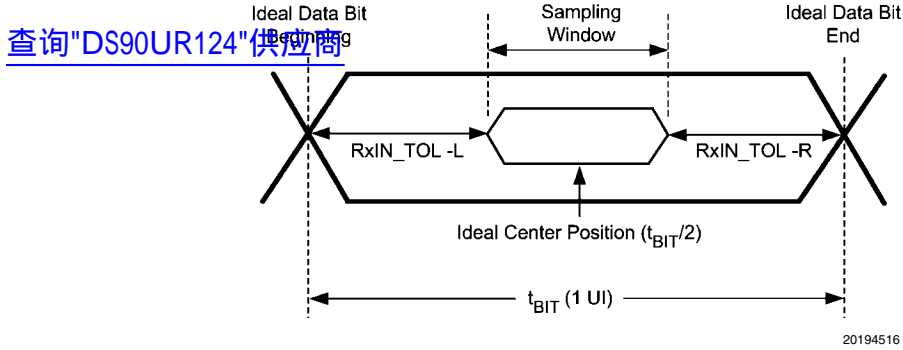 Ideal Data Bit
Beginning
Sampling
Window
Ideal Data Bit
End
查询"DS90UR124"供应商
RxIN_TOL -L
RxIN_TOL -R
Ideal Center Position (tBIT/2)
tBIT (1 UI)
20194516